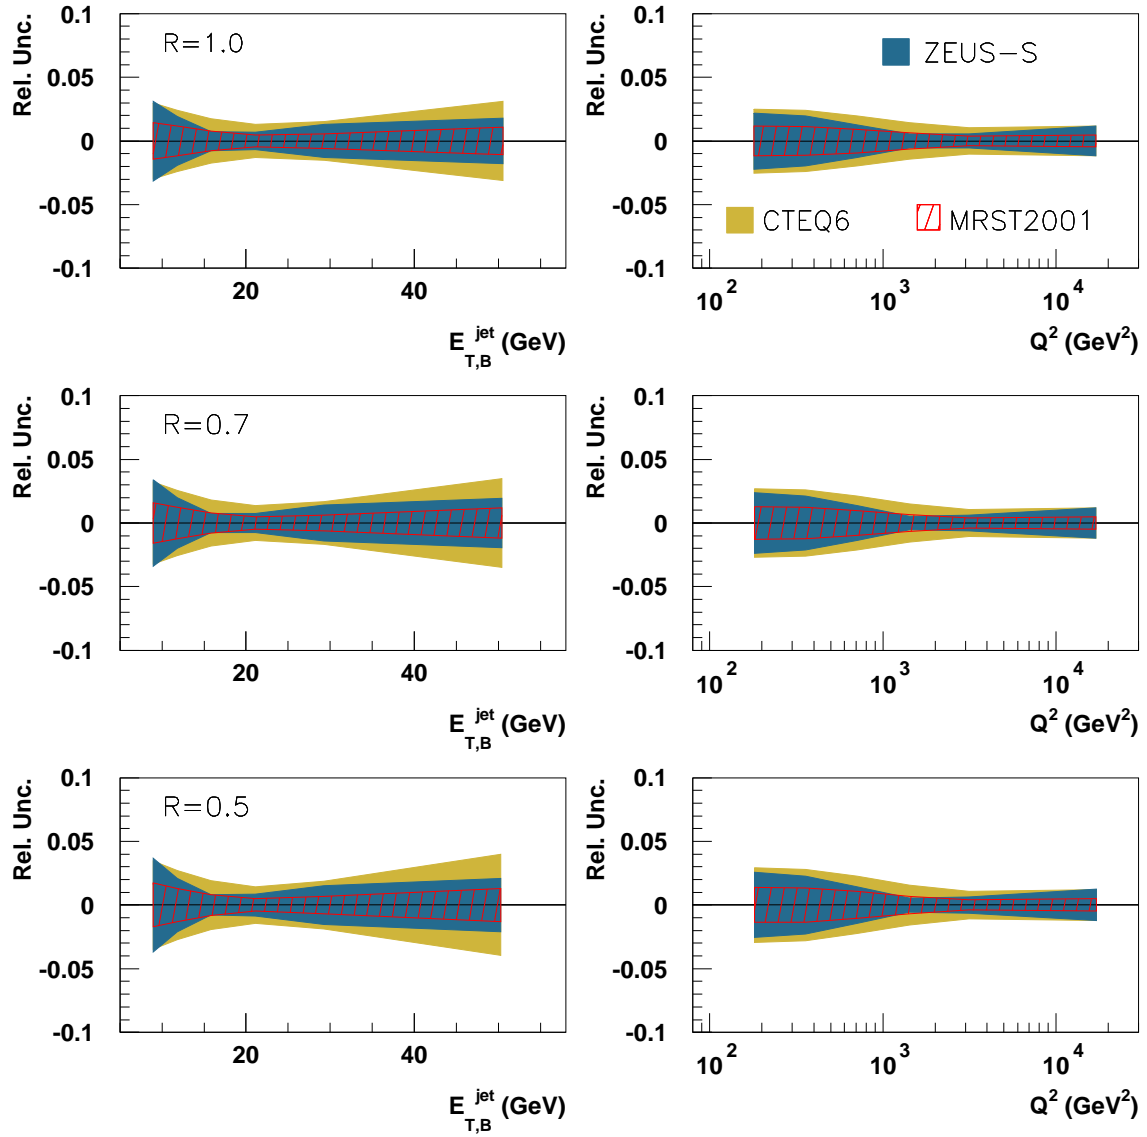 Rel. Unc.
0.1
0.05
0
-0.05
-0.1
R=1.0
20
40
E_{T,B}^{jet} (GeV)
Rel. Unc.
0.1
0.05
0
-0.05
-0.1
ZEUS−S
CTEQ6
MRST2001
10^2
10^3
10^4
Q^2 (GeV^2)
Rel. Unc.
0.1
0.05
0
-0.05
-0.1
R=0.7
20
40
E_{T,B}^{jet} (GeV)
Rel. Unc.
0.1
0.05
0
-0.05
-0.1
10^2
10^3
10^4
Q^2 (GeV^2)
Rel. Unc.
0.1
0.05
0
-0.05
-0.1
R=0.5
20
40
E_{T,B}^{jet} (GeV)
Rel. Unc.
0.1
0.05
0
-0.05
-0.1
10^2
10^3
10^4
Q^2 (GeV^2)